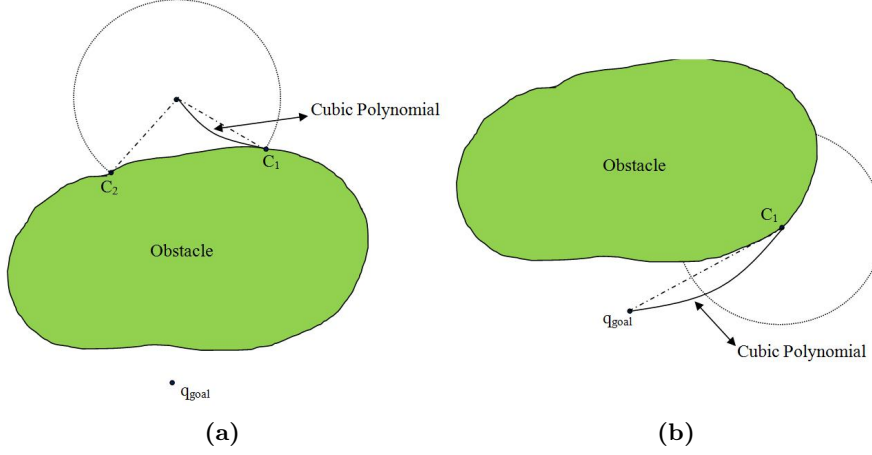 Cubic Polynomial
C1
C2
Obstacle
qgoal
(a)
Obstacle
C1
qgoal
Cubic Polynomial
(b)